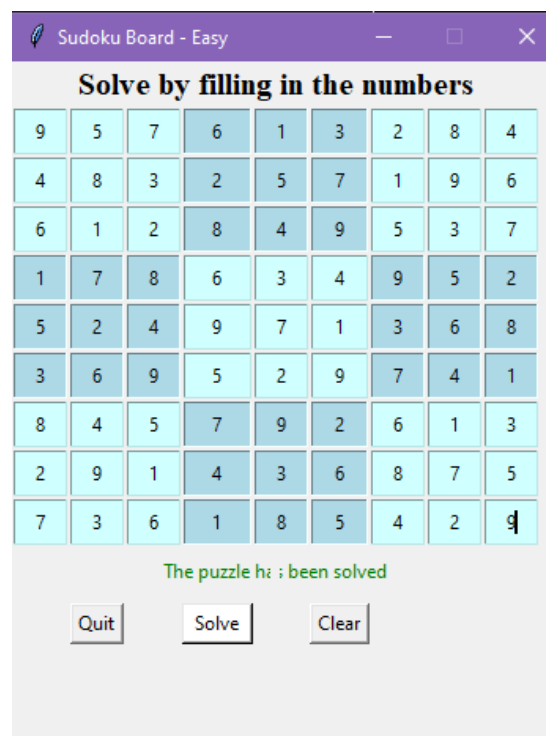 Sudoku Board - Easy
Solve by filling in the numbers
9 5 7 6 1 3 2 8 4
4 8 3 2 5 7 1 9 6
6 1 2 8 4 9 5 3 7
1 7 8 6 3 4 9 5 2
5 2 4 9 7 1 3 6 8
3 6 9 5 2 9 7 4 1
8 4 5 7 9 2 6 1 3
2 9 1 4 3 6 8 7 5
7 3 6 1 8 5 4 2 9
The puzzle has been solved
Quit Solve Clear